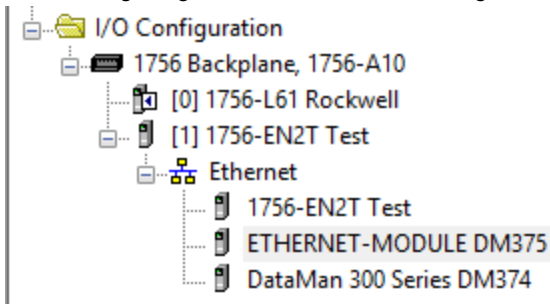 I/O Configuration
1756 Backplane, 1756-A10
[0] 1756-L61 Rockwell
[1] 1756-EN2T Test
Ethernet
1756-EN2T Test
ETHERNET-MODULE DM375
DataMan 300 Series DM374